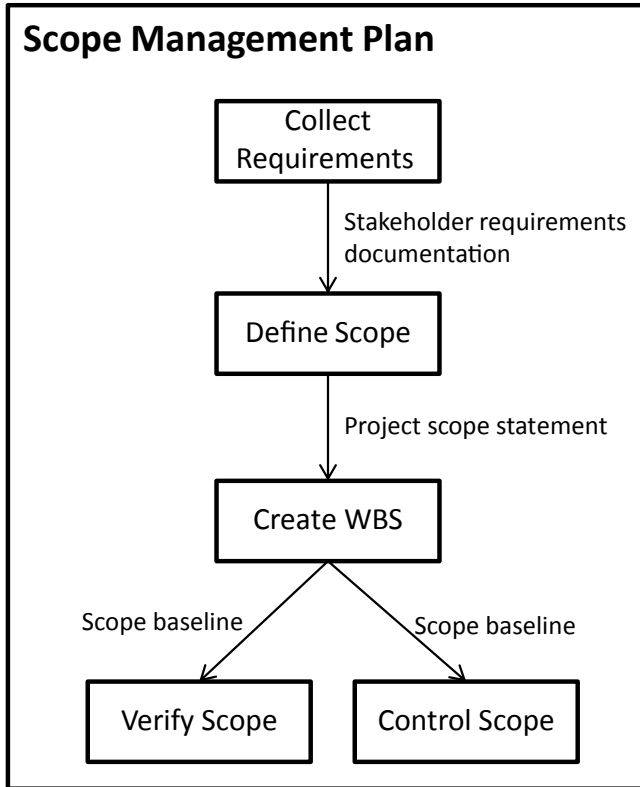 Scope Management Plan
Collect
Requirements
Stakeholder requirements
documentation
Define Scope
Project scope statement
Create WBS
Scope baseline
Scope baseline
Verify Scope
Control Scope